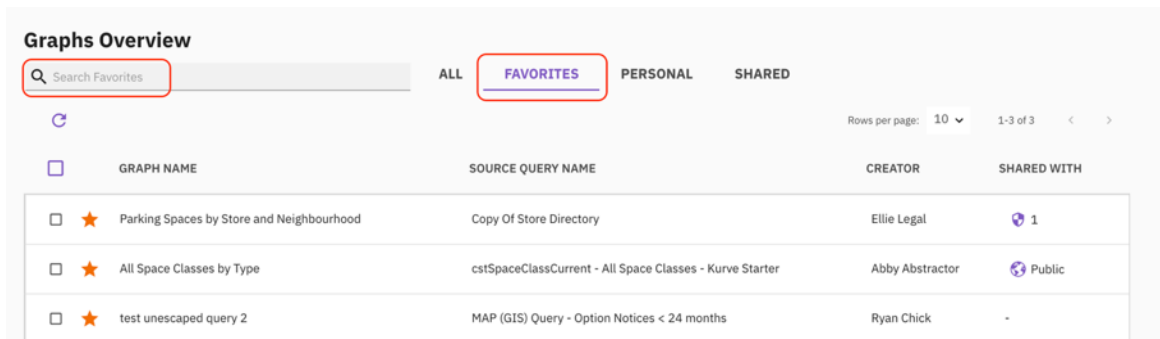 Graphs Overview
Search Favorites ALL FAVORITES PERSONAL SHARED
Rows per page: 10 1-3 of 3
GRAPH NAME SOURCE QUERY NAME CREATOR SHARED WITH
Parking Spaces by Store and Neighbourhood Copy Of Store Directory Ellie Legal 1
All Space Classes by Type cstSpaceClassCurrent - All Space Classes - Kurve Starter Abby Abstractor Public
test unescaped query 2 MAP (GIS) Query - Option Notices < 24 months Ryan Chick -